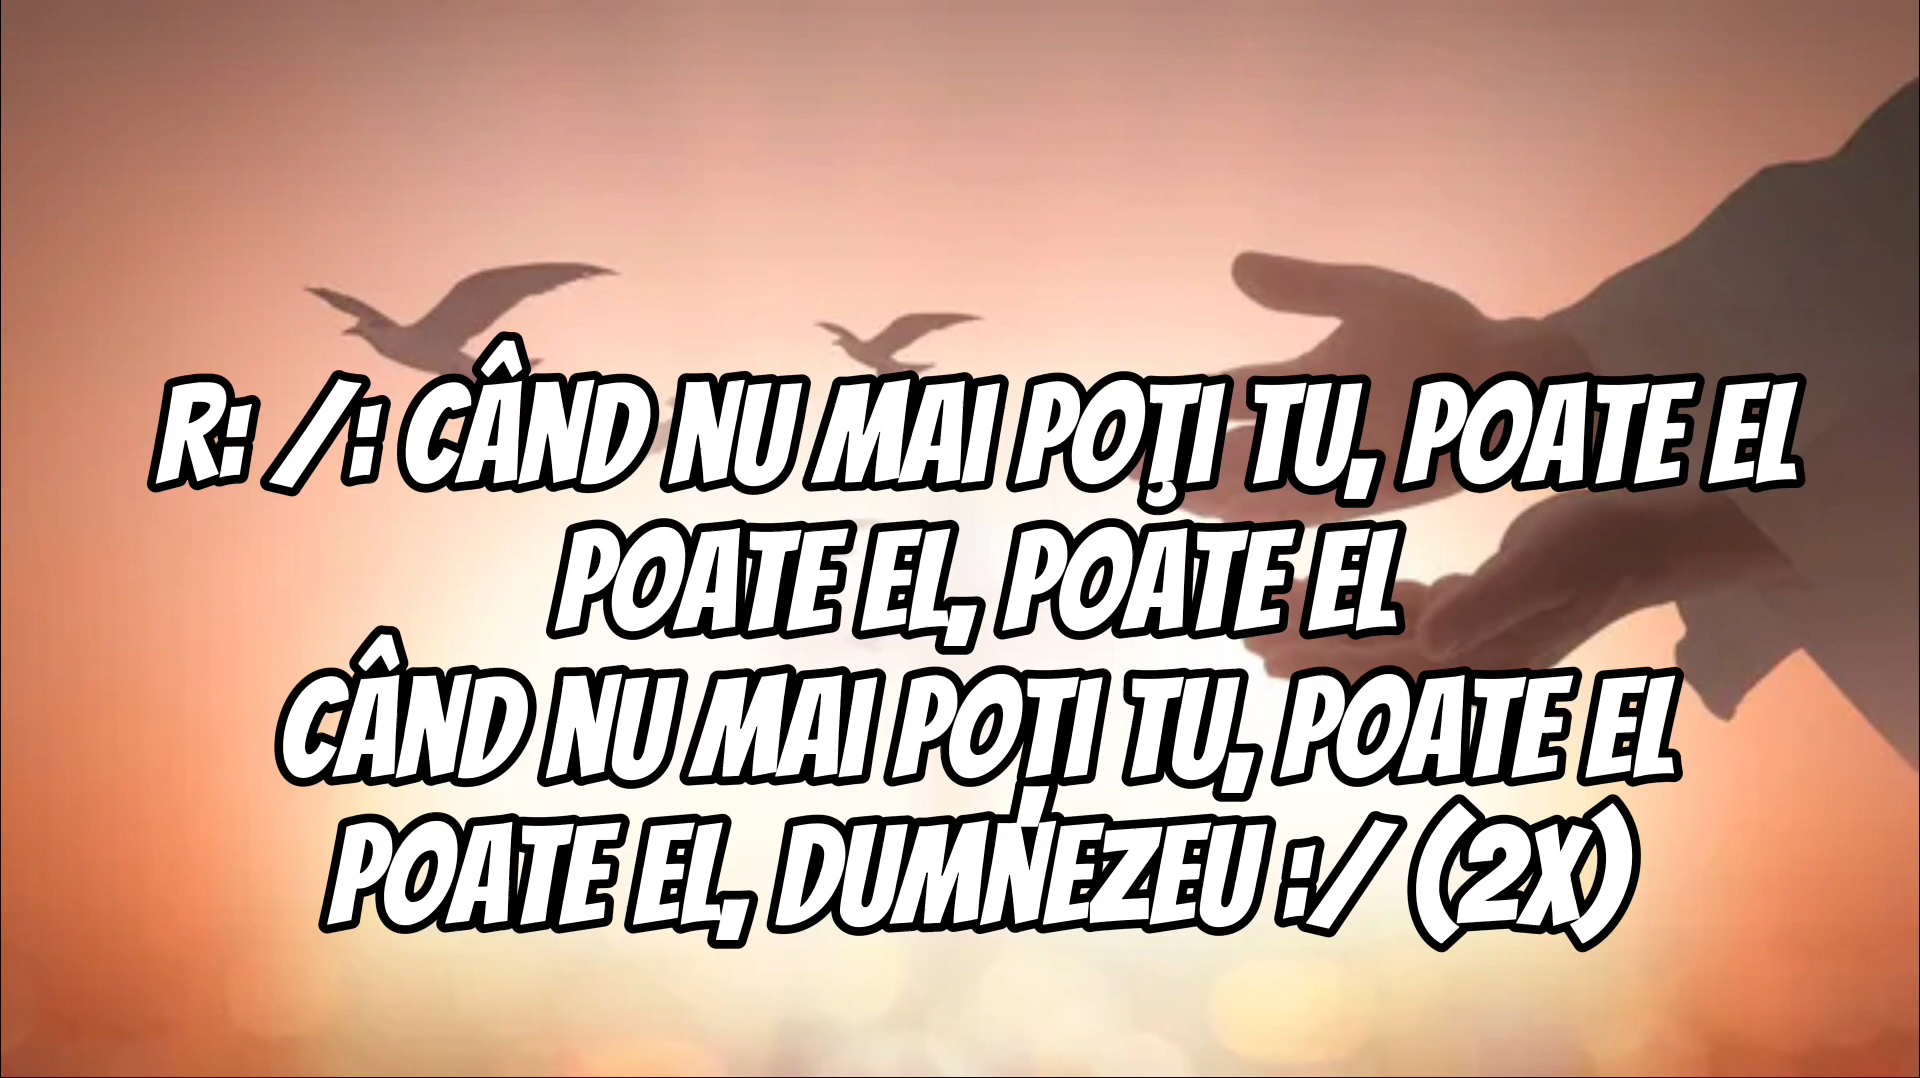 R: /: CÂND NU MAI POŢI TU, POATE EL
POATE EL, POATE EL
CÂND NU MAI POȚI TU, POATE EL
POATE EL, DUMNEZEU :/ (2X)